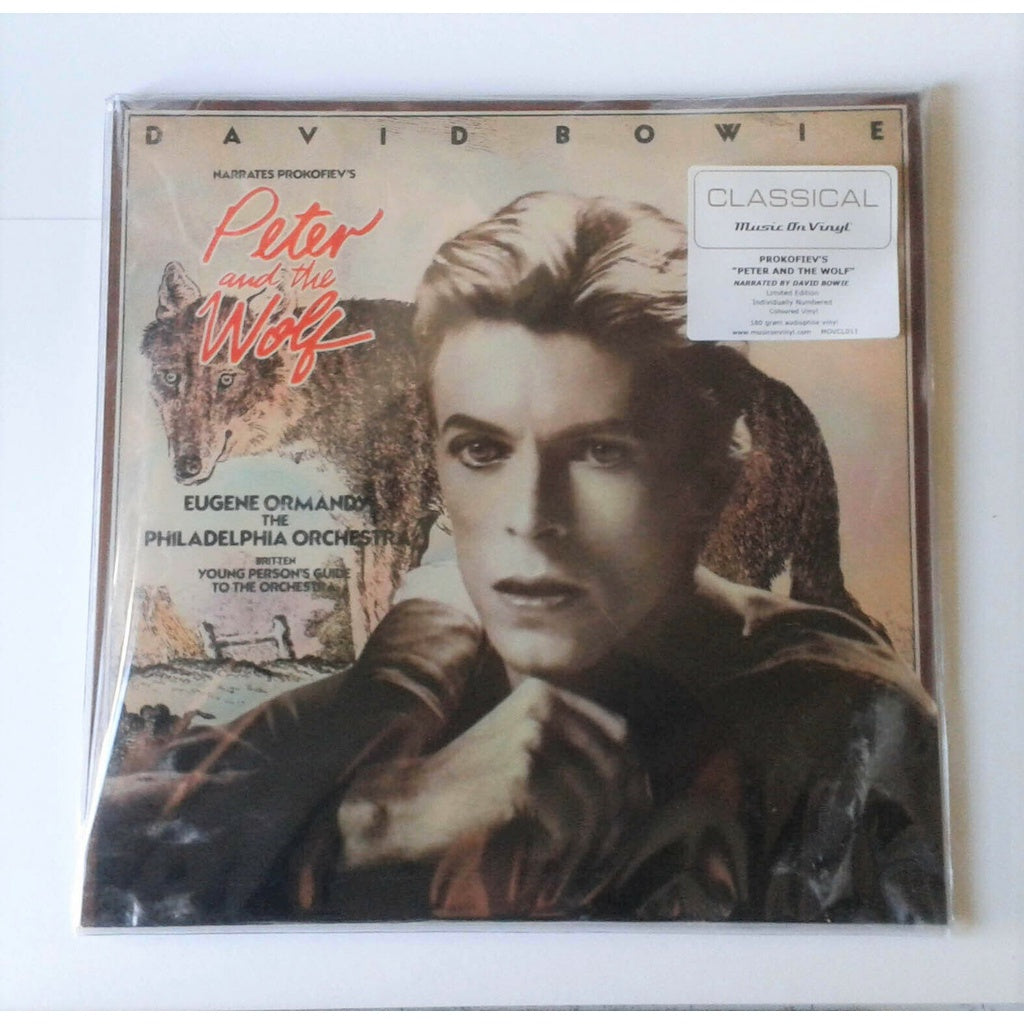 DAVID BOWIE
NARRATES PROKOFIEV'S
Peter
and the
Wolf
EUGENE ORMANDY
THE
PHILADELPHIA ORCHESTRA
BRITTEN
YOUNG PERSON'S GUIDE
TO THE ORCHESTRA
CLASSICAL
Music On Vinyl
PROKOFIEV'S
"PETER AND THE WOLF"
NARRATED BY DAVID BOWIE
Limited Edition
Individually Numbered
Coloured Vinyl
180 gram audiophile vinyl
www.musiconvinyl.com MOVCL013